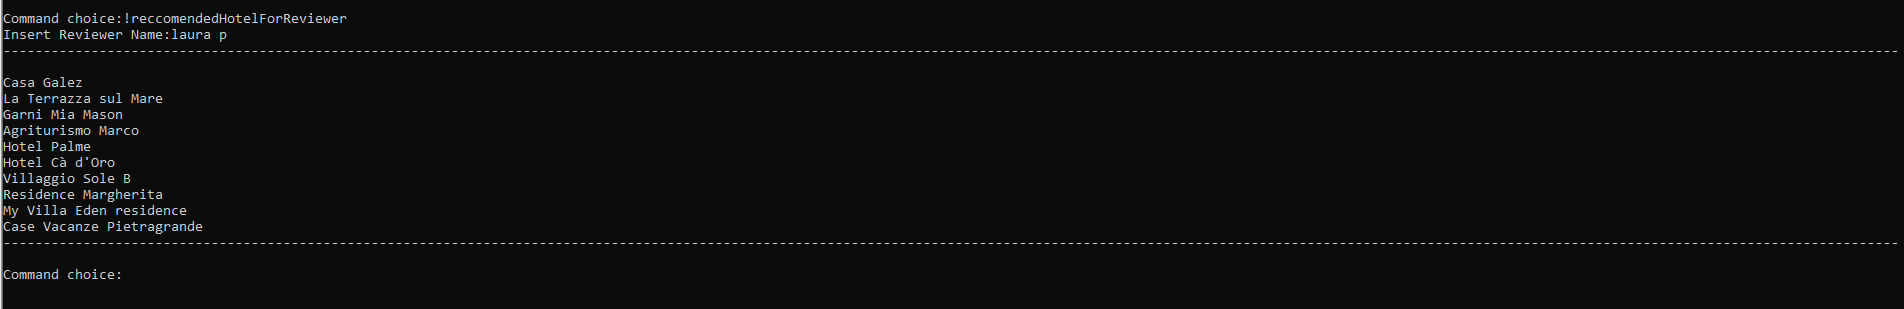 Command choice:!reccomendedHotelForReviewer
Insert Reviewer Name:laura p
--------------------------------------------------------------------------------------------------------------------------------------------------------------------------------------------------------------------------------------------
Casa Galez
La Terrazza sul Mare
Garni Mia Mason
Agriturismo Marco
Hotel Palme
Hotel Cà d'Oro
Villaggio Sole B
Residence Margherita
My Villa Eden residence
Case Vacanze Pietragrande
--------------------------------------------------------------------------------------------------------------------------------------------------------------------------------------------------------------------------------------------
Command choice: